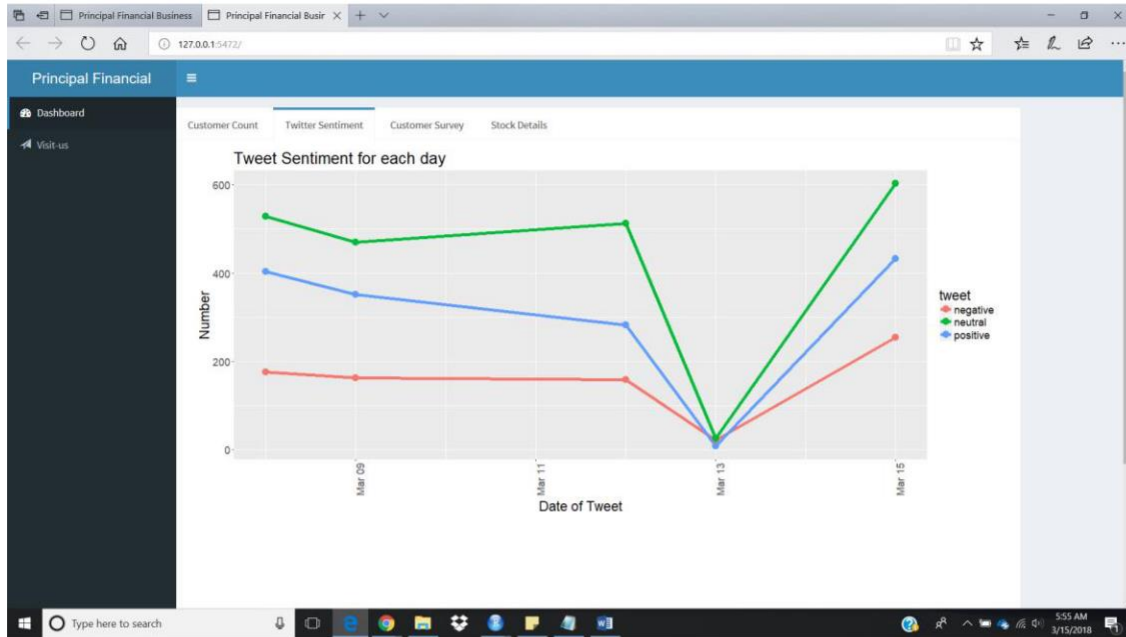 Principal Financial Business
Principal Financial Busir
127.0.0.1:5472/
Principal Financial
Dashboard
Visit-us
Customer Count
Twitter Sentiment
Customer Survey
Stock Details
Tweet Sentiment for each day
600
400
200
0
Number
Mar 09
Mar 11
Mar 13
Mar 15
Date of Tweet
tweet
negative
neutral
positive
Type here to search
5:55 AM
3/15/2018